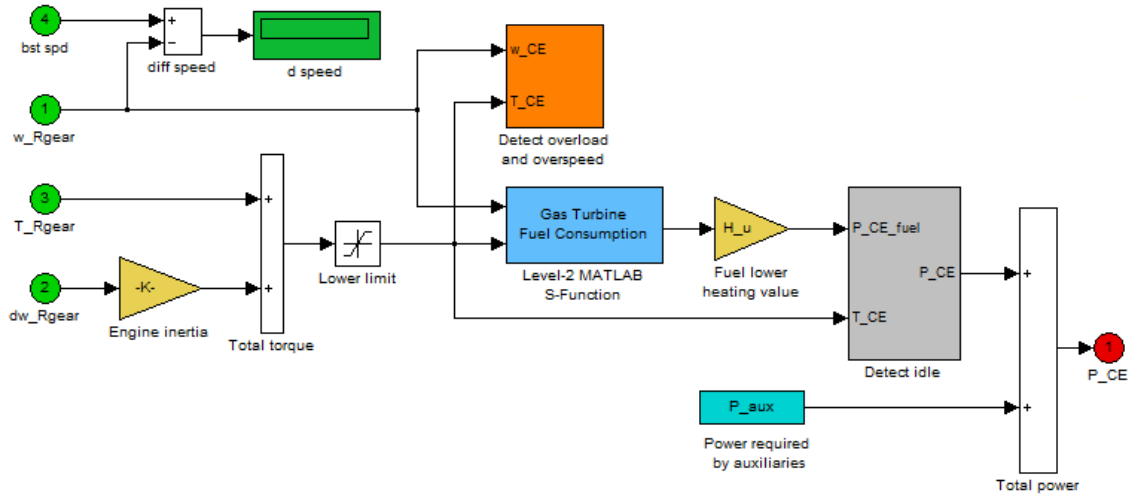 4
bst spd
+
−
diff speed
d speed
1
w_Rgear
w_CE
T_CE
Detect overload
and overspeed
3
T_Rgear
2
dw_Rgear
-K-
Engine inertia
+
+
Total torque
Lower limit
Gas Turbine
Fuel Consumption
Level-2 MATLAB
S-Function
H_u
Fuel lower
heating value
P_CE_fuel
P_CE
T_CE
Detect idle
P_aux
Power required
by auxiliaries
+
+
Total power
1
P_CE